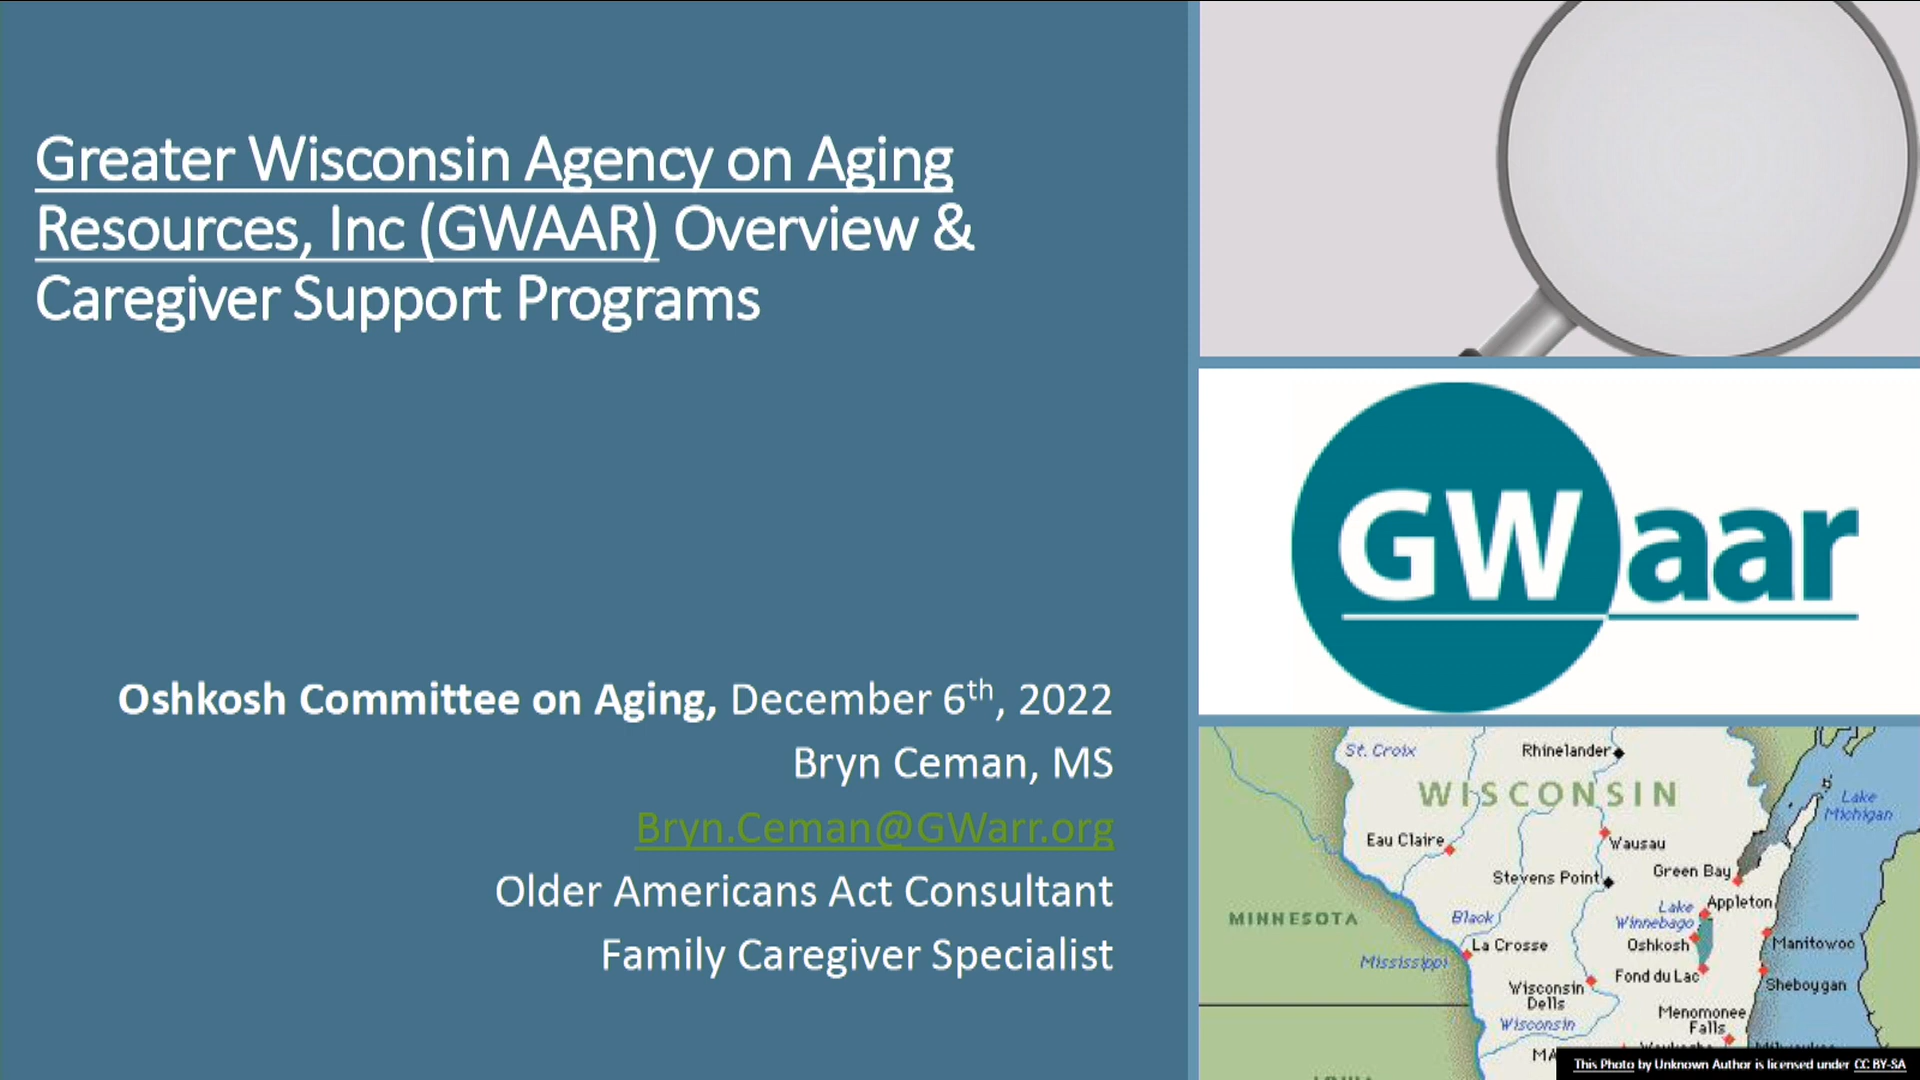 Greater Wisconsin Agency on Aging
Resources, Inc (GWAAR) Overview &
Caregiver Support Programs
Oshkosh Committee on Aging, December 6th, 2022
Bryn Ceman, MS
Bryn.Ceman@GWarr.org
Older Americans Act Consultant
Family Caregiver Specialist
GWaar
St. Croix
Rhinelander
WISCONSIN
Lake
Michigan
Eau Claire
Wausau
Green Bay
Stevens Point
Appleton
Lake
Winnebago
MINNESOTA
Black
Oshkosh
Manitowoc
La Crosse
Mississippi
Fond du Lac
Sheboygan
Wisconsin
Dells
Menomonee
Falls
Wisconsin
MA
This Photo by Unknown Author is licensed under CC BY-SA